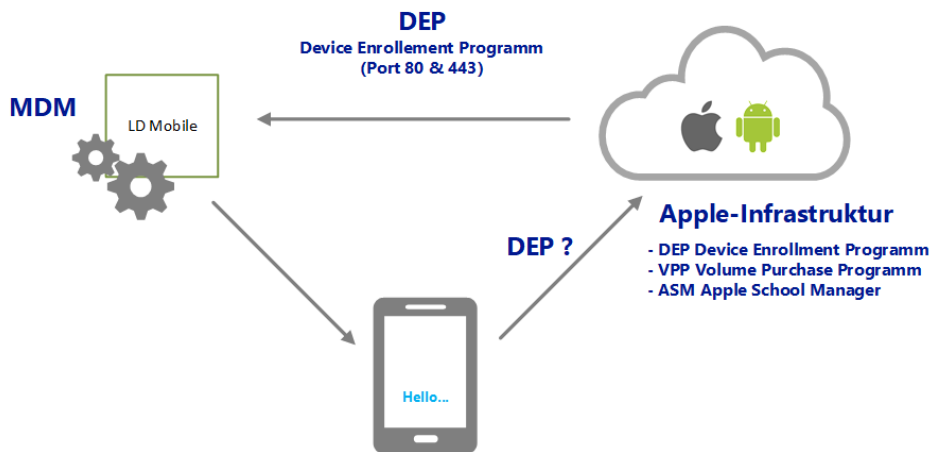 DEP
Device Enrollement Programm
(Port 80 & 443)
MDM
LD Mobile
Apple-Infrastruktur
- DEP Device Enrollment Programm
- VPP Volume Purchase Programm
- ASM Apple School Manager
DEP ?
Hello...